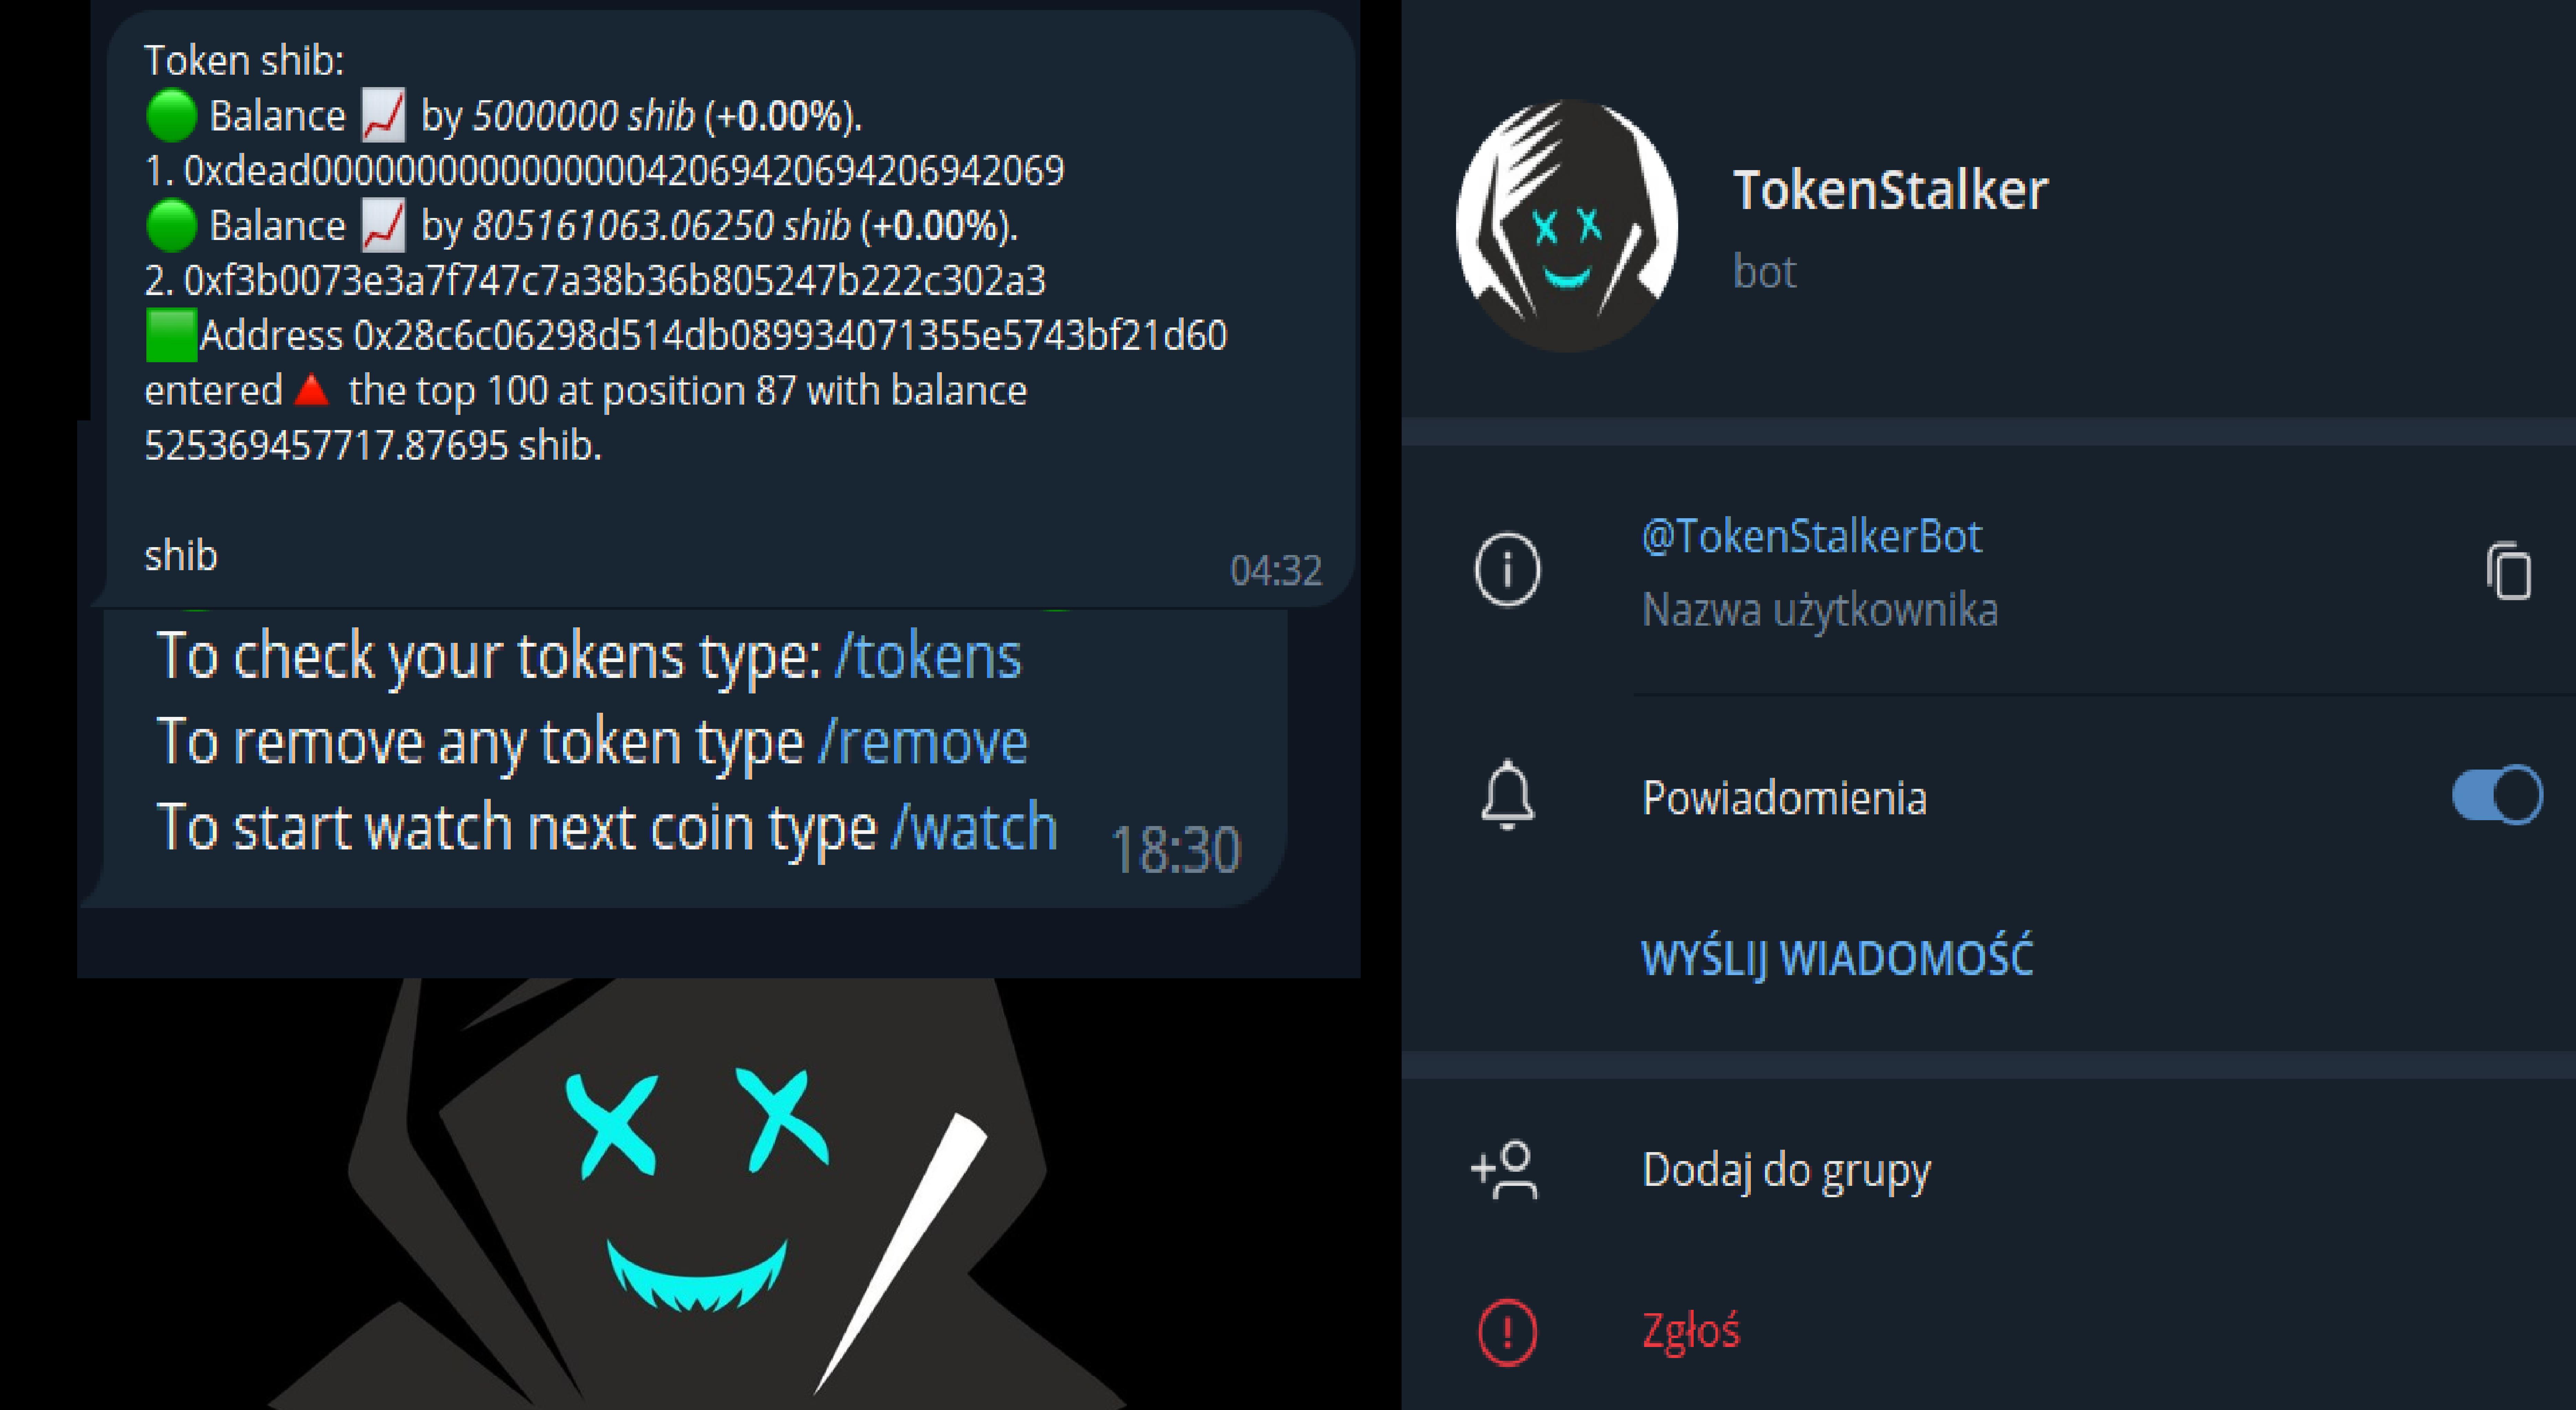 Token shib:
🟢 Balance 📈 by 5000000 shib (+0.00%).
1. 0xdead000000000000000042069420694206942069
🟢 Balance 📈 by 805161063.06250 shib (+0.00%).
2. 0xf3b0073e3a7f747c7a38b36b805247b222c302a3
🟩Address 0x28c6c06298d514db089934071355e5743bf21d60
entered🔺 the top 100 at position 87 with balance
525369457717.87695 shib.
shib
04:32
To check your tokens type: /tokens
To remove any token type /remove
To start watch next coin type /watch
18:30
TokenStalker
bot
@TokenStalkerBot
Nazwa użytkownika
Powiadomienia
WYŚLIJ WIADOMOŚĆ
Dodaj do grupy
Zgłoś